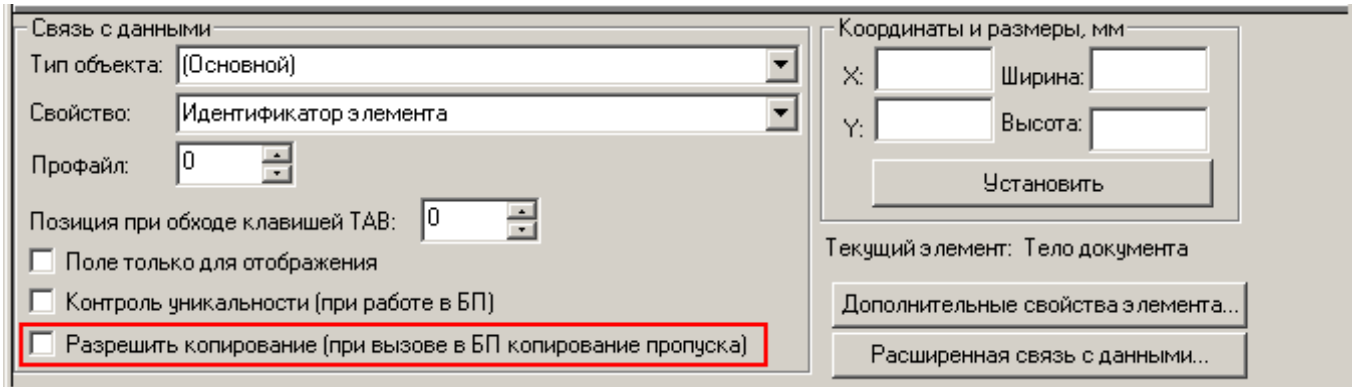 Связь с данными
Тип объекта: (Основной)
Свойство: Идентификатор элемента
Профайл: 0
Позиция при обходе клавишей TAB: 0
Поле только для отображения
Контроль уникальности (при работе в БП)
Разрешить копирование (при вызове в БП копирование пропуска)
Координаты и размеры, мм
X: Ширина:
Y: Высота:
Установить
Текущий элемент: Тело документа
Дополнительные свойства элемента...
Расширенная связь с данными...